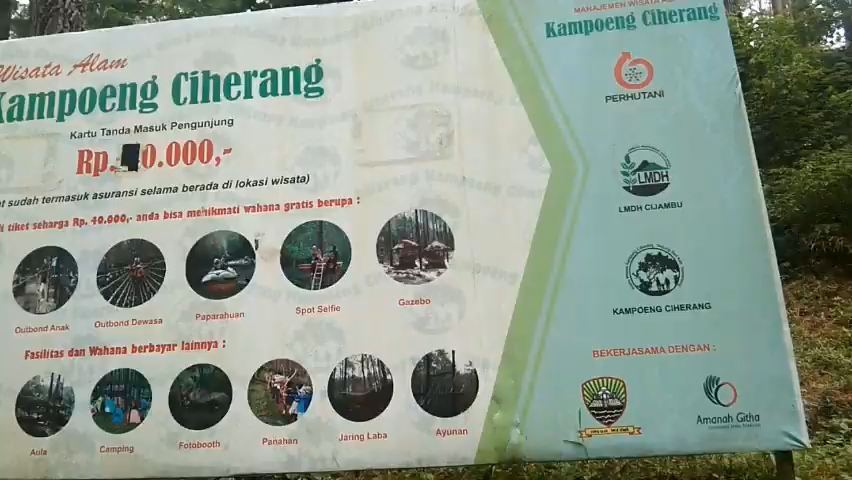 Wisata Alam
Kampoeng Ciherang
Kartu Tanda Masuk Pengunjung
Rp. 0.000,-
sudah termasuk asuransi selama berada di lokasi wisata)
tiket seharga Rp. 40.000,- anda bisa menikmati wahana gratis berupa :
Outbond Anak
Outbond Dewasa
Paparahuan
Spot Selfie
Gazebo
Fasilitas dan Wahana berbayar lainnya :
Aula
Camping
Fotobooth
Panahan
Jaring Laba
Ayunan
MANAJEMEN WISATA
Kampoeng Ciherang
PERHUTANI
LMDH
LMDH CIJAMBU
KAMPOENG CIHERANG
BEKERJASAMA DENGAN :
Amanah Githa